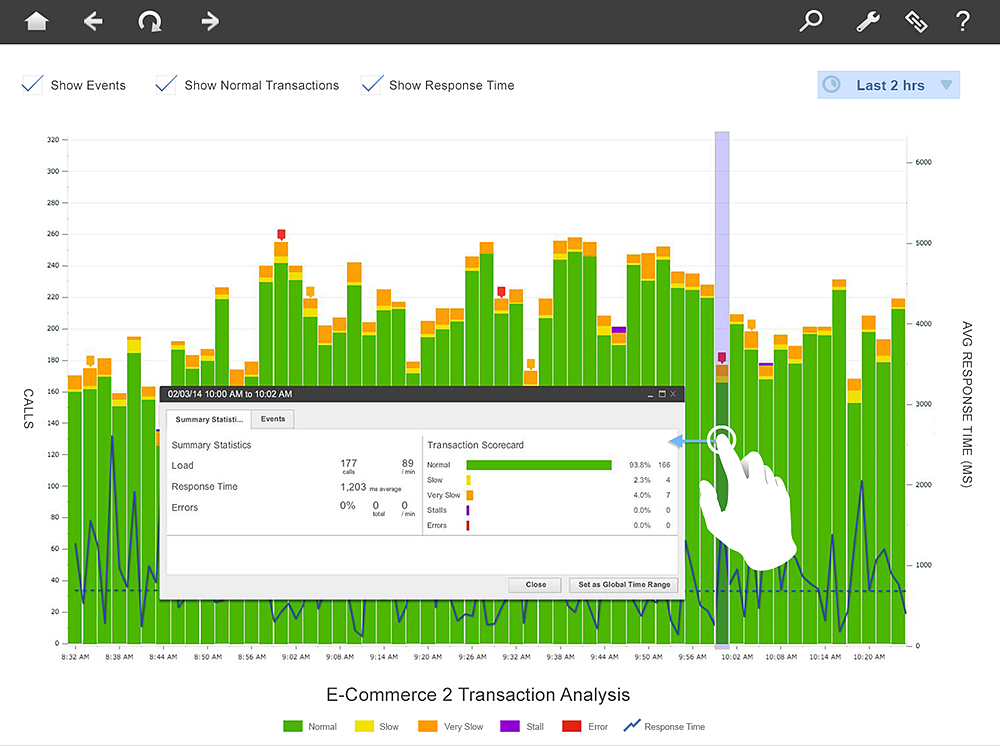 ?
Show Events
Show Normal Transactions
Show Response Time
Last 2 hrs
320
300
280
260
240
220
200
180
160
140
120
100
80
60
40
20
0
CALLS
6000
5000
4000
3000
2000
1000
0
AVG RESPONSE TIME (MS)
02/03/14 10:00 AM to 10:02 AM
Summary Statisti... Events
Summary Statistics
Load 177 calls 89 /min
Response Time 1,203 ms average
Errors 0% 0 total 0 /min
Transaction Scorecard
Normal 93.8% 166
Slow 2.3% 4
Very Slow 4.0% 7
Stalls 0.0% 0
Errors 0.0% 0
Close Set as Global Time Range
8:32 AM 8:38 AM 8:44 AM 8:50 AM 8:56 AM 9:02 AM 9:08 AM 9:14 AM 9:20 AM 9:26 AM 9:32 AM 9:38 AM 9:44 AM 9:50 AM 9:56 AM 10:02 AM 10:08 AM 10:14 AM 10:20 AM
E-Commerce 2 Transaction Analysis
Normal Slow Very Slow Stall Error Response Time